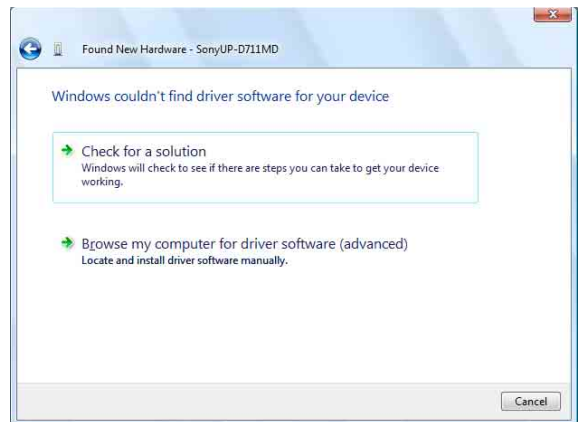 Found New Hardware - SonyUP-D711MD
Windows couldn't find driver software for your device
Check for a solution
Windows will check to see if there are steps you can take to get your device
working.
Browse my computer for driver software (advanced)
Locate and install driver software manually.
Cancel